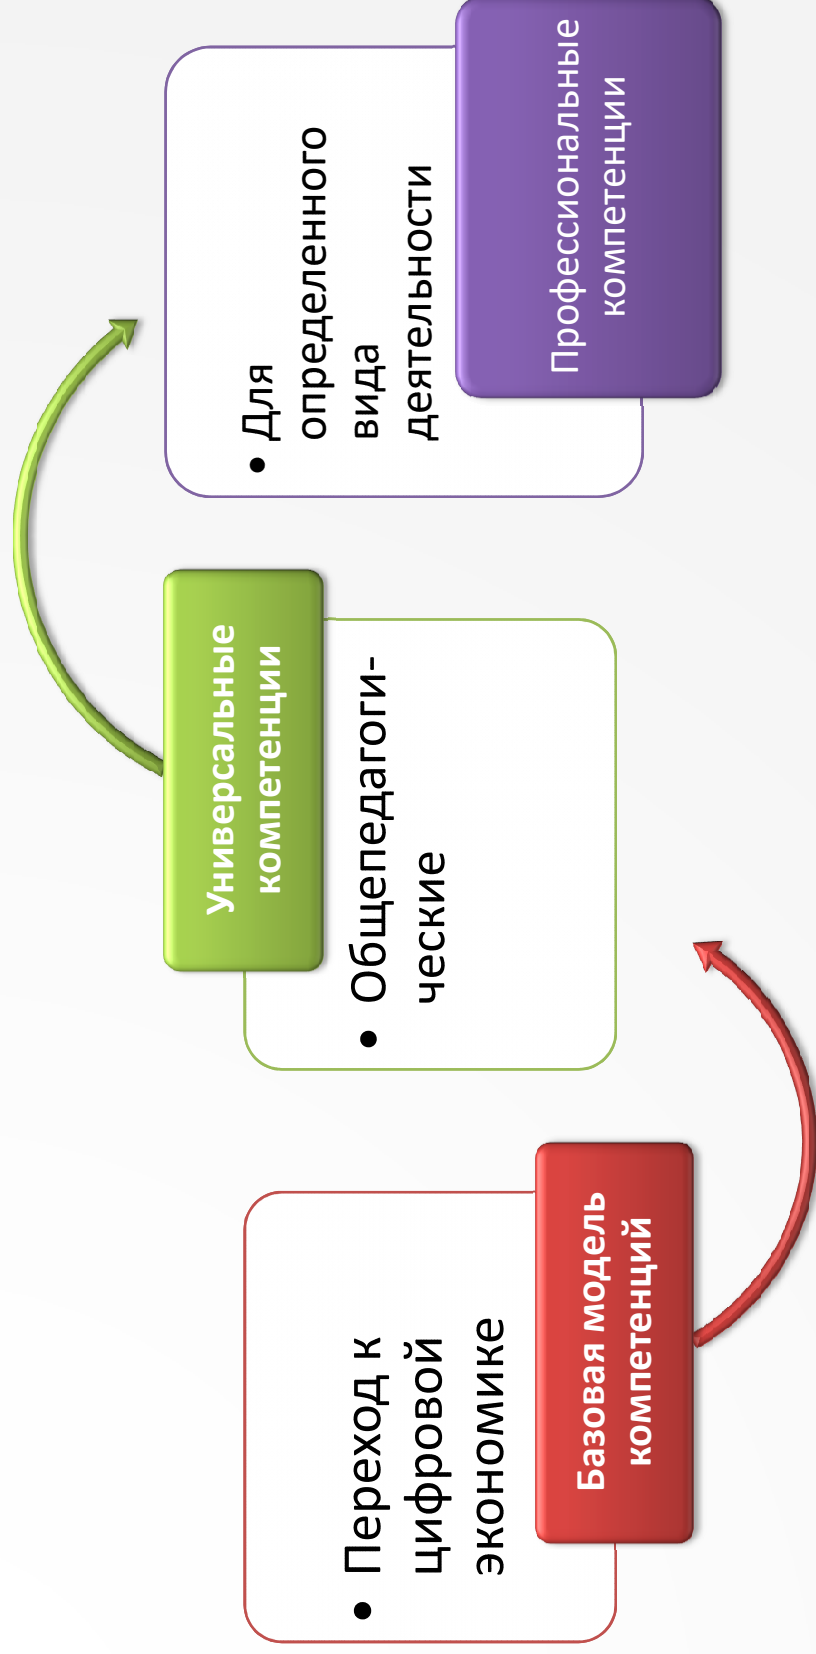 • Переход к
цифровой
экономике
Базовая модель
компетенций
Универсальные
компетенции
• Общепедагоги-
ческие
• Для
определенного
вида
деятельности
Профессиональные
компетенции